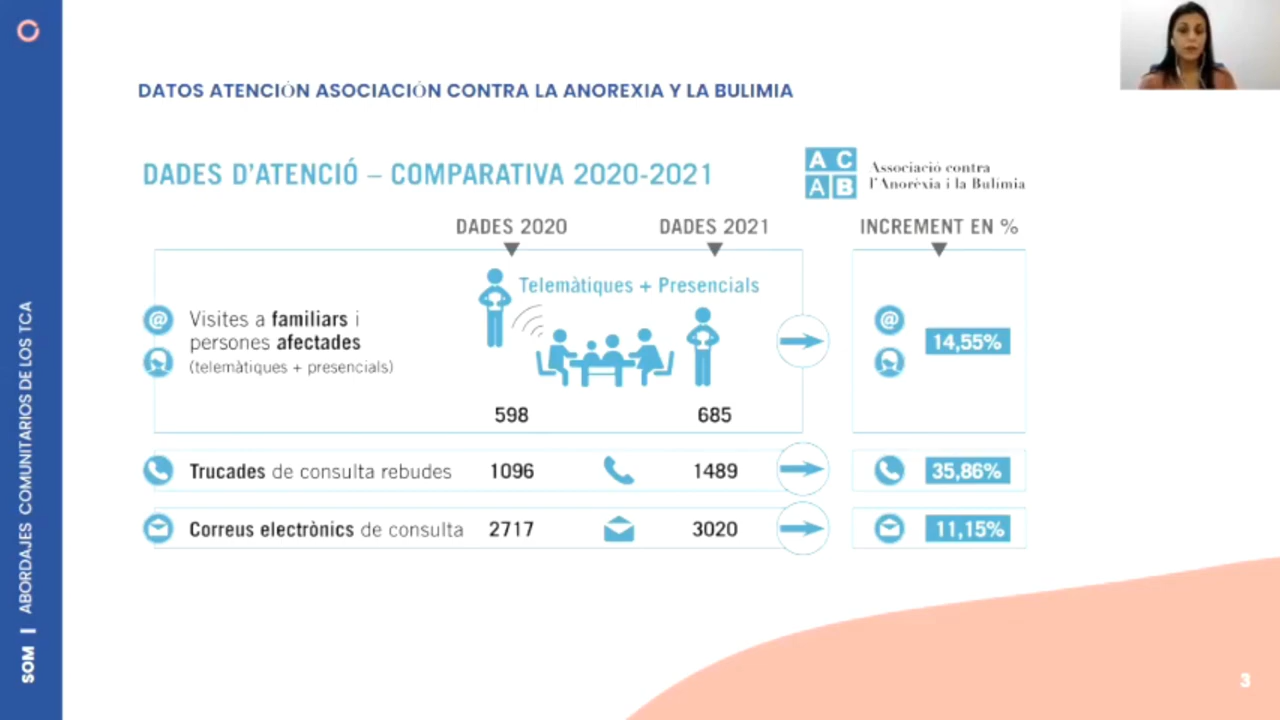 DATOS ATENCIÓN ASOCIACIÓN CONTRA LA ANOREXIA Y LA BULIMIA
DADES D'ATENCIÓ – COMPARATIVA 2020-2021
A C
A B
Associació contra
l'Anorèxia i la Bulímia
DADES 2020
DADES 2021
INCREMENT EN %
Telemàtiques + Presencials
@
Visites a familiars i
persones afectades
(telemàtiques + presencials)
598
685
@
14,55%
Trucades de consulta rebudes
1096
1489
35,86%
Correus electrònics de consulta
2717
3020
11,15%
SOM | ABORDAJES COMUNITARIOS DE LOS TCA
3